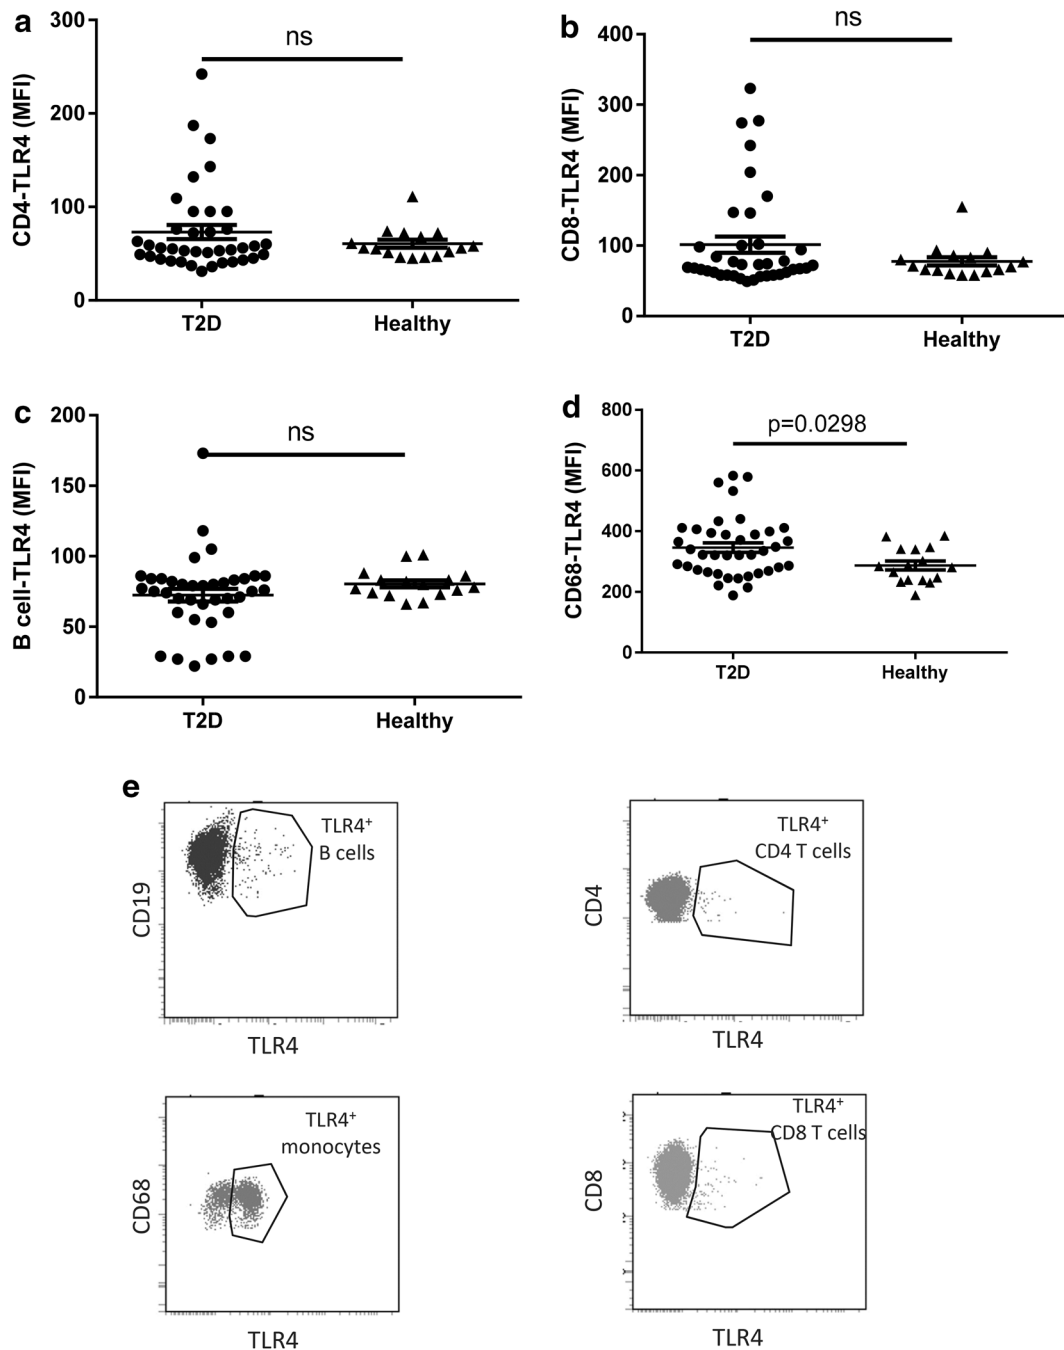 a
300
200
100
0
CD4-TLR4 (MFI)
ns
T2D
Healthy
b
400
300
200
100
0
CD8-TLR4 (MFI)
ns
T2D
Healthy
c
200
150
100
50
0
B cell-TLR4 (MFI)
ns
T2D
Healthy
d
800
600
400
200
0
CD68-TLR4 (MFI)
p=0.0298
T2D
Healthy
e
TLR4⁺
B cells
CD19
TLR4
TLR4⁺
CD4 T cells
CD4
TLR4
TLR4⁺
monocytes
CD68
TLR4
TLR4⁺
CD8 T cells
CD8
TLR4